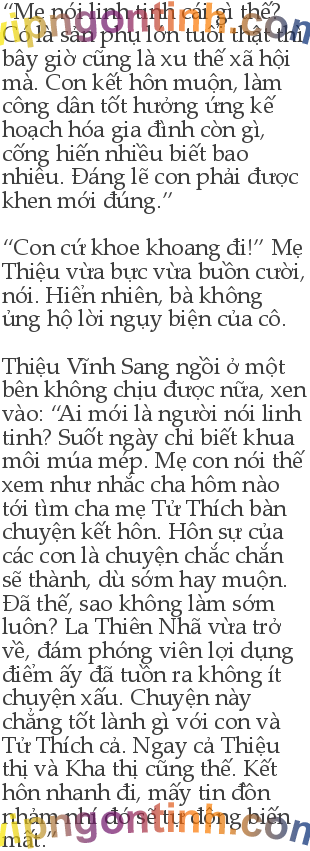 “Mẹ nói linh tinh cái gì thế?
Có là sản phụ lớn tuổi thật thì
bây giờ cũng là xu thế xã hội
mà. Con kết hôn muộn, làm
công dân tốt hưởng ứng kế
hoạch hóa gia đình còn gì,
cống hiến nhiều biết bao
nhiêu. Đáng lẽ con phải được
khen mới đúng.”
“Con cứ khoe khoang đi!” Mẹ
Thiệu vừa bực vừa buồn cười,
nói. Hiển nhiên, bà không
ủng hộ lời ngụy biện của cô.
Thiệu Vĩnh Sang ngồi ở một
bên không chịu được nữa, xen
vào: “Ai mới là người nói linh
tinh? Suốt ngày chỉ biết khua
môi múa mép. Mẹ con nói thế
xem như nhắc cha hôm nào
tới tìm cha mẹ Tử Thích bàn
chuyện kết hôn. Hôn sự của
các con là chuyện chắc chắn
sẽ thành, dù sớm hay muộn.
Đã thế, sao không làm sớm
luôn? La Thiên Nhã vừa trở
về, đám phóng viên lợi dụng
điểm ấy đã tuồn ra không ít
chuyện xấu. Chuyện này
chẳng tốt lành gì với con và
Tử Thích cả. Ngay cả Thiệu
thị và Kha thị cũng thế. Kết
hôn nhanh đi, mấy tin đồn
nhảm nhí đó sẽ tự động biến
mất.”
vipngontinh.com